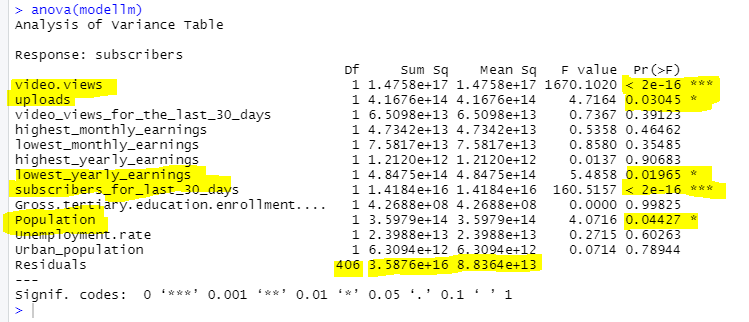 > anova(modellm)
Analysis of Variance Table

Response: subscribers
                                   Df     Sum Sq    Mean Sq   F value  Pr(>F)
video.views                         1 1.4758e+17 1.4758e+17 1670.1020 < 2e-16 ***
uploads                             1 4.1676e+14 4.1676e+14    4.7164 0.03045 *
video_views_for_the_last_30_days    1 6.5098e+13 6.5098e+13    0.7367 0.39123
highest_monthly_earnings            1 4.7342e+13 4.7342e+13    0.5358 0.46462
lowest_monthly_earnings             1 7.5817e+13 7.5817e+13    0.8580 0.35485
highest_yearly_earnings             1 1.2120e+12 1.2120e+12    0.0137 0.90683
lowest_yearly_earnings              1 4.8475e+14 4.8475e+14    5.4858 0.01965 *
subscribers_for_last_30_days        1 1.4184e+16 1.4184e+16  160.5157 < 2e-16 ***
Gross.tertiary.education.enrollment.... 1 4.2688e+08 4.2688e+08    0.0000 0.99825
Population                          1 3.5979e+14 3.5979e+14    4.0716 0.04427 *
Unemployment.rate                   1 2.3988e+13 2.3988e+13    0.2715 0.60263
Urban_population                    1 6.3094e+12 6.3094e+12    0.0714 0.78944
Residuals                         406 3.5876e+16 8.8364e+13
---
Signif. codes:  0 ‘***’ 0.001 ‘**’ 0.01 ‘*’ 0.05 ‘.’ 0.1 ‘ ’ 1
>